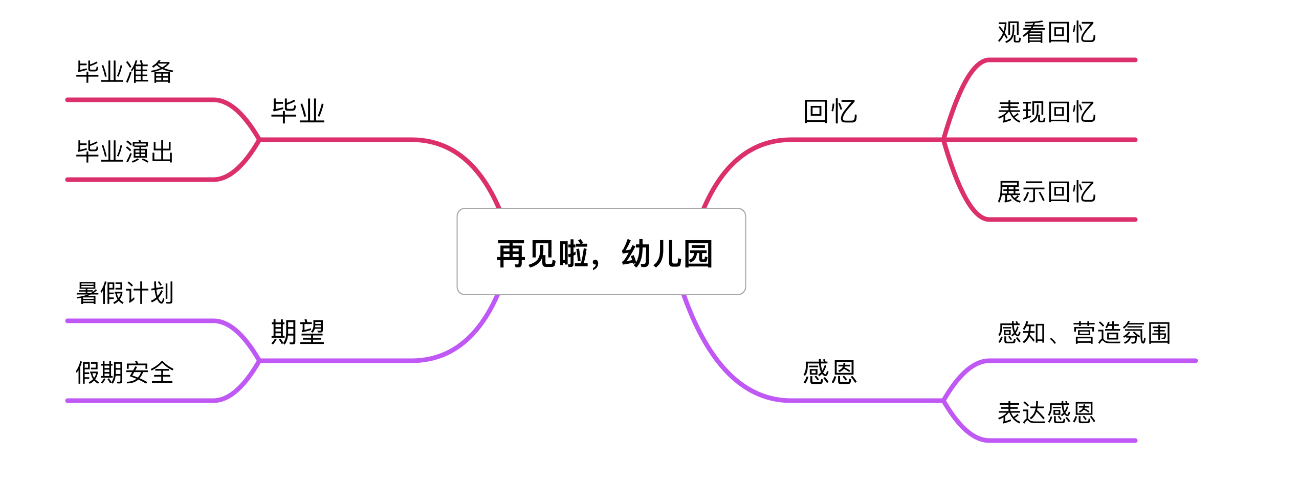 再见啦，幼儿园
回忆
观看回忆
表现回忆
展示回忆
感恩
感知、营造氛围
表达感恩
毕业
毕业准备
毕业演出
期望
暑假计划
假期安全